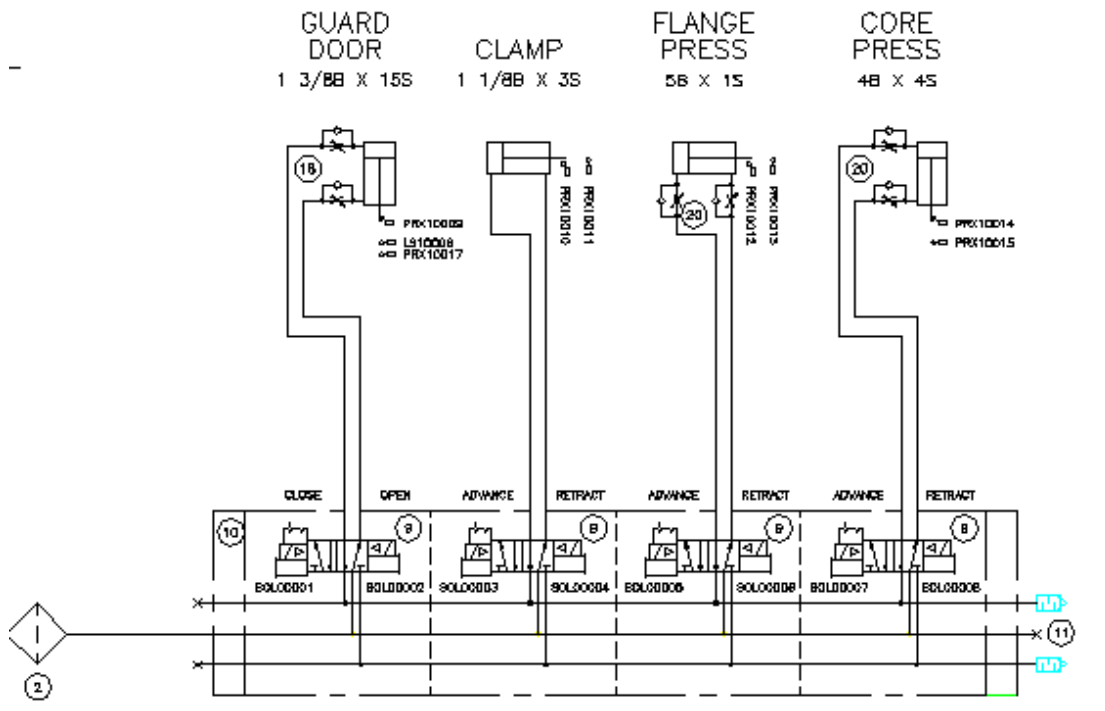 GUARD
DOOR
1 3/8B X 15S
CLAMP
1 1/8B X 3S
FLANGE
PRESS
5B X 1S
CORE
PRESS
4B X 4S
18
20
20
PRX10009
LS10008
PRX10017
PRX10010
PRX10011
PRX10012
PRX10013
PRX10014
PRX10015
CLOSE OPEN
ADVANCE RETRACT
ADVANCE RETRACT
ADVANCE RETRACT
10
9
8
9
8
SOL00001 SOL00002
SOL00003 SOL00004
SOL00005 SOL00006
SOL00007 SOL00008
11
2